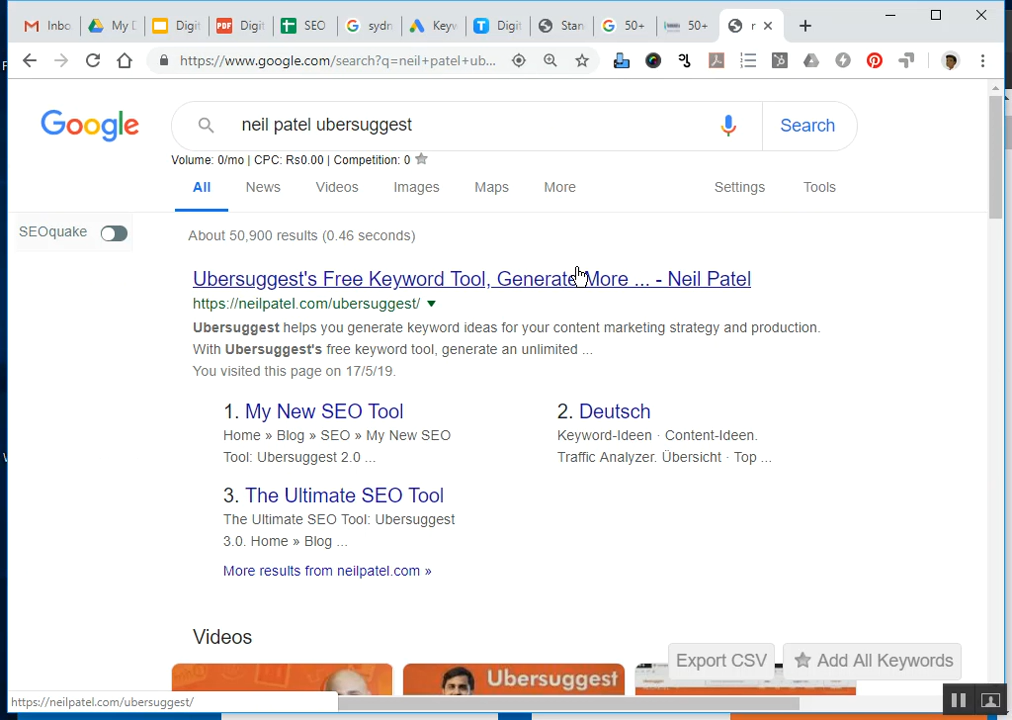 Inbo
My D
Digit
PDF
Digit
SEO
sydn
Keyw
T
Digit
Stan
50+
50+
r
https://www.google.com/search?q=neil+patel+ub...
Google
neil patel ubersuggest
Search
Volume: 0/mo | CPC: Rs0.00 | Competition: 0
All
News
Videos
Images
Maps
More
Settings
Tools
SEOquake
About 50,900 results (0.46 seconds)
Ubersuggest's Free Keyword Tool, Generate More ... - Neil Patel
https://neilpatel.com/ubersuggest/
Ubersuggest helps you generate keyword ideas for your content marketing strategy and production.
With Ubersuggest's free keyword tool, generate an unlimited ...
You visited this page on 17/5/19.
1. My New SEO Tool
Home » Blog » SEO » My New SEO
Tool: Ubersuggest 2.0 ...
2. Deutsch
Keyword-Ideen · Content-Ideen.
Traffic Analyzer. Übersicht · Top ...
3. The Ultimate SEO Tool
The Ultimate SEO Tool: Ubersuggest
3.0. Home » Blog ...
More results from neilpatel.com »
Videos
Ubersuggest
Export CSV
Add All Keywords
https://neilpatel.com/ubersuggest/